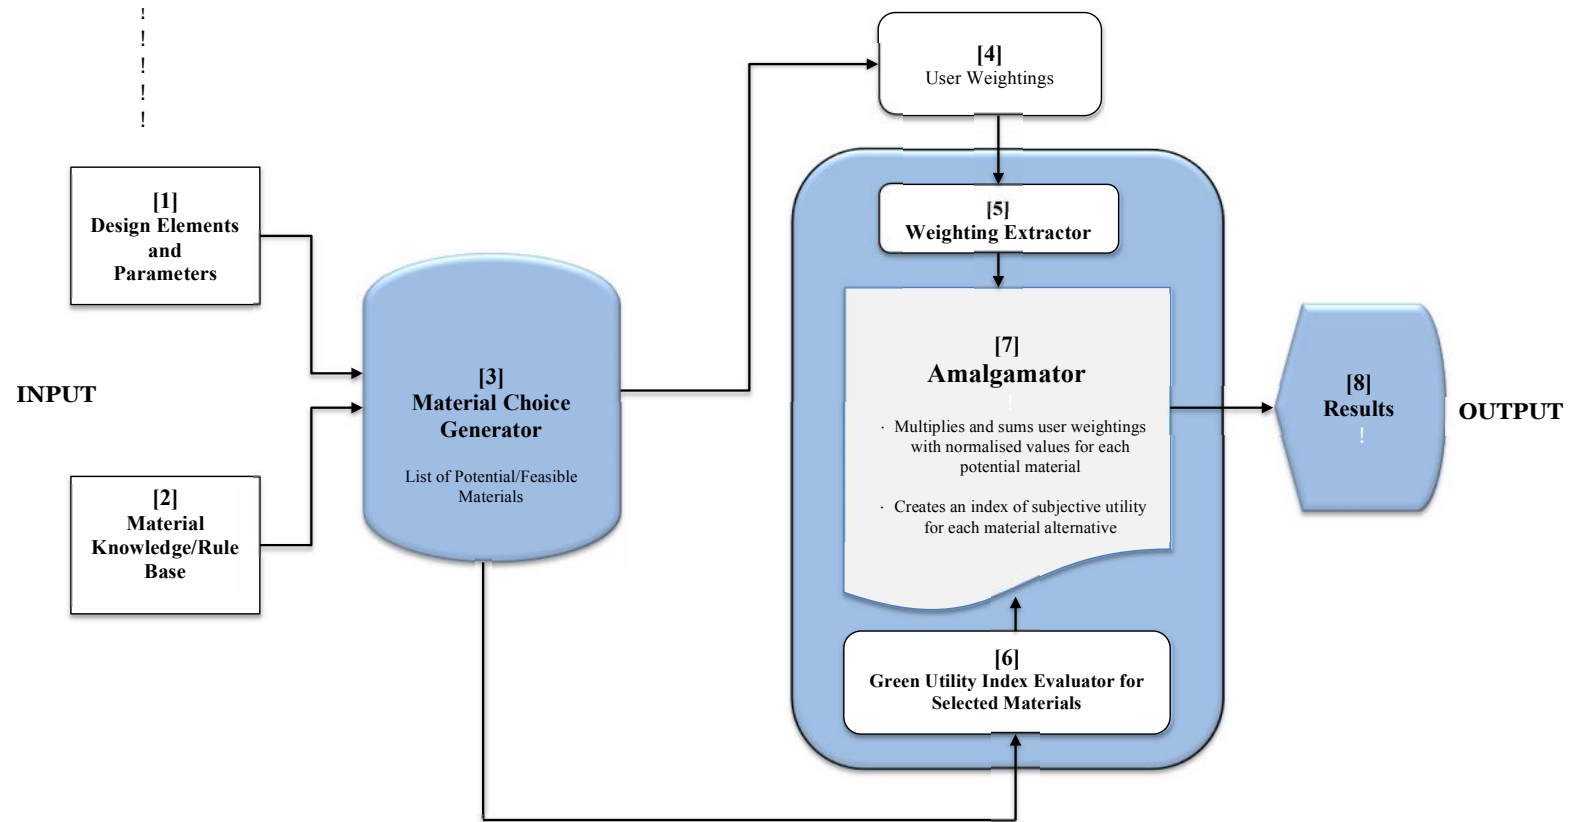 !
!
!
!
!
[1]
Design Elements
and
Parameters
INPUT
[2]
Material
Knowledge/Rule
Base
[3]
Material Choice
Generator
List of Potential/Feasible
Materials
[4]
User Weightings
[5]
Weighting Extractor
[7]
Amalgamator
!
· Multiplies and sums user weightings
with normalised values for each
potential material
· Creates an index of subjective utility
for each material alternative
[6]
Green Utility Index Evaluator for
Selected Materials
[8]
Results
!
OUTPUT